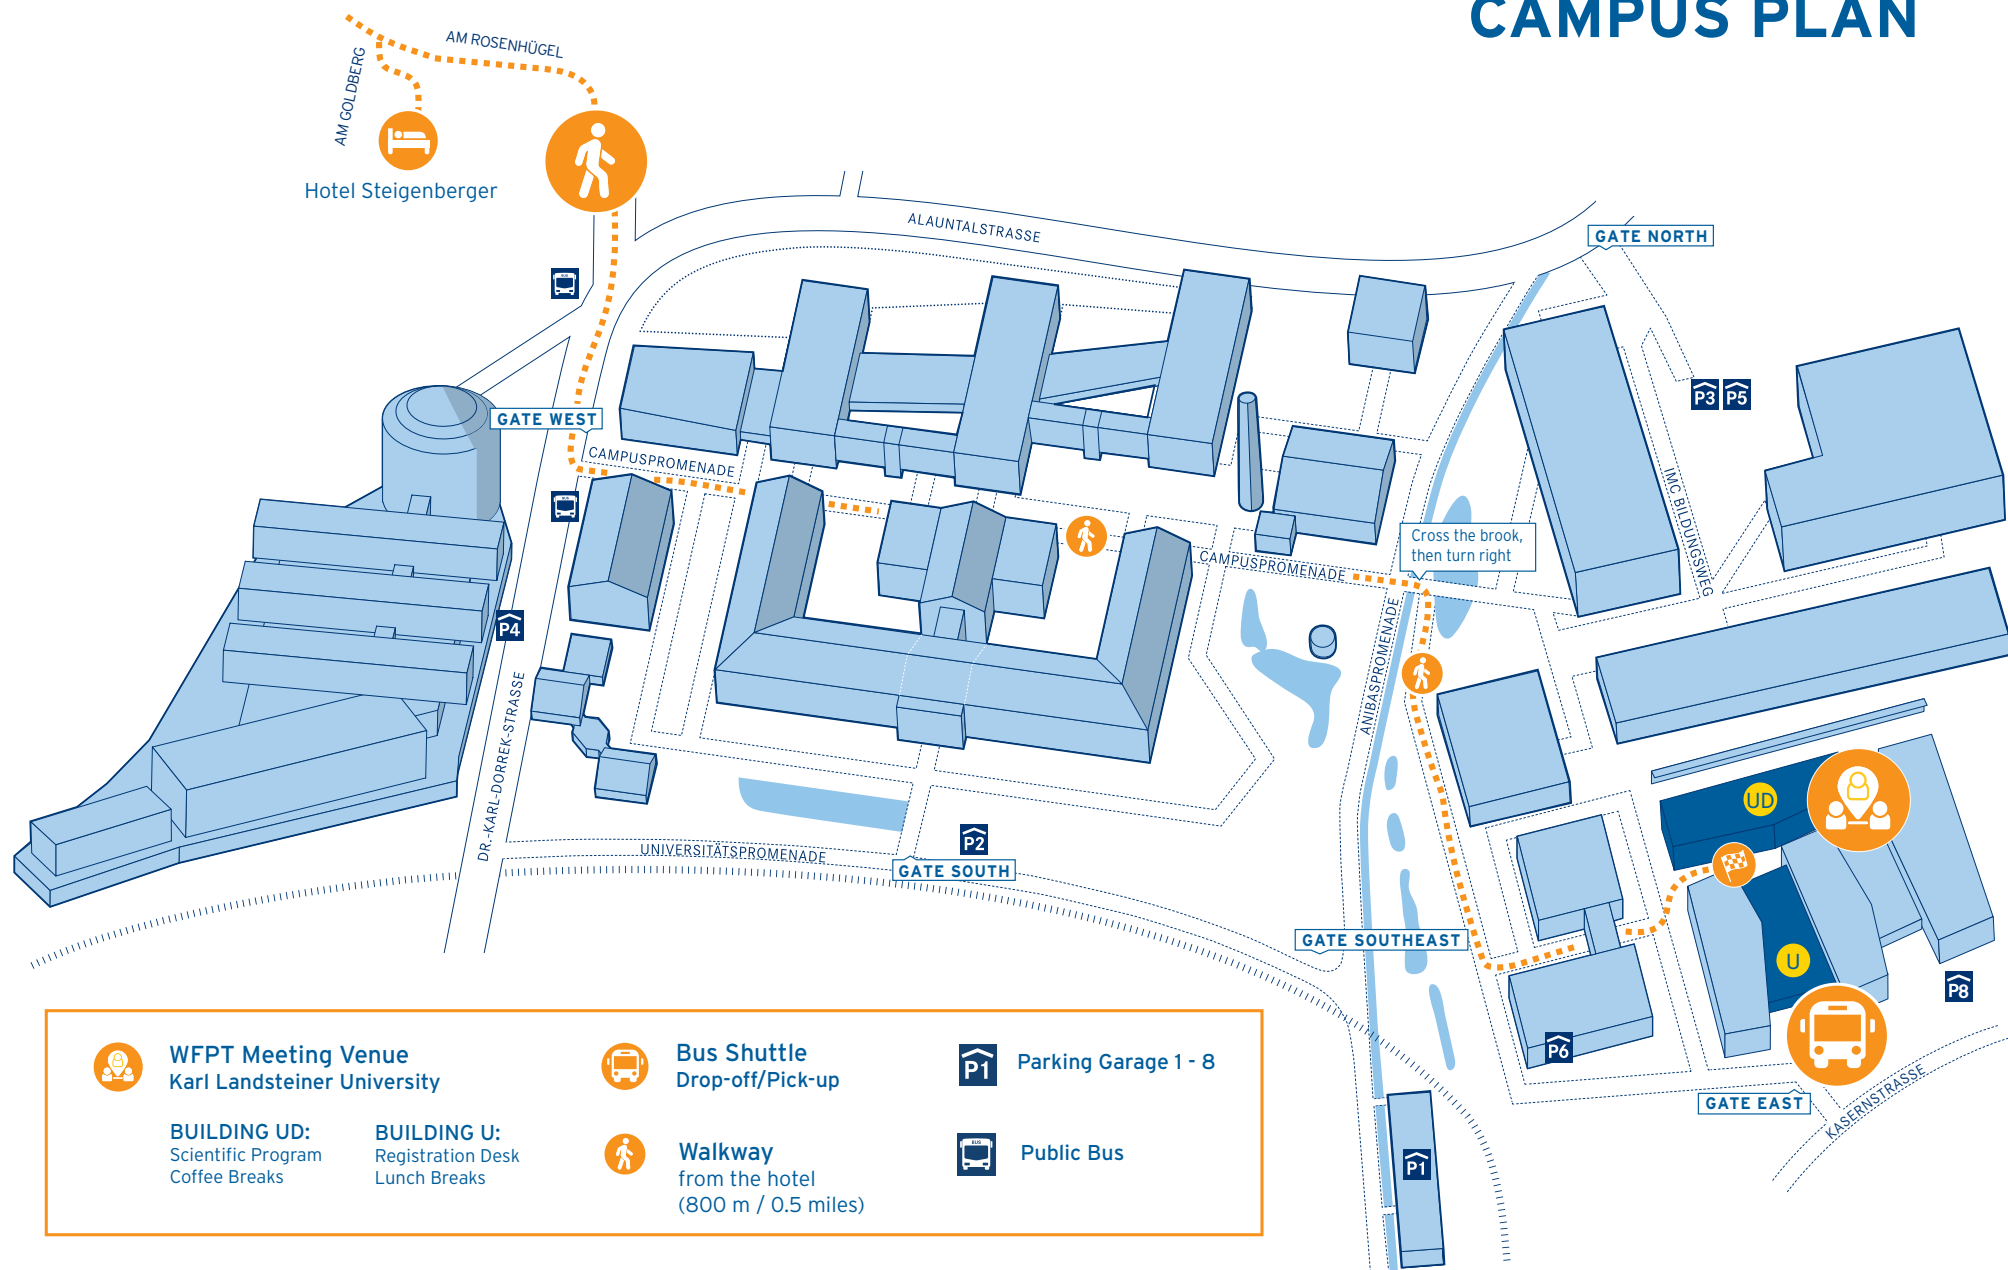 CAMPUS PLAN
AM ROSENHÜGEL
AM GOLDBERG
Hotel Steigenberger
ALAUNTALSTRASSE
GATE NORTH
BUS
P3
P5
GATE WEST
CAMPUSPROMENADE
BUS
IMC BILDUNGSWEG
Cross the brook,
then turn right
CAMPUSPROMENADE
P4
ANIBASPROMENADE
DR.-KARL-DORREK-STRASSE
UD
P2
UNIVERSITÄTSPROMENADE
GATE SOUTH
GATE SOUTHEAST
U
P8
P6
GATE EAST
KASERNSTRASSE
P1
WFPT Meeting Venue
Karl Landsteiner University
BUILDING UD:
Scientific Program
Coffee Breaks
BUILDING U:
Registration Desk
Lunch Breaks
Bus Shuttle
Drop-off/Pick-up
Walkway
from the hotel
(800 m / 0.5 miles)
P1
Parking Garage 1 - 8
BUS
Public Bus